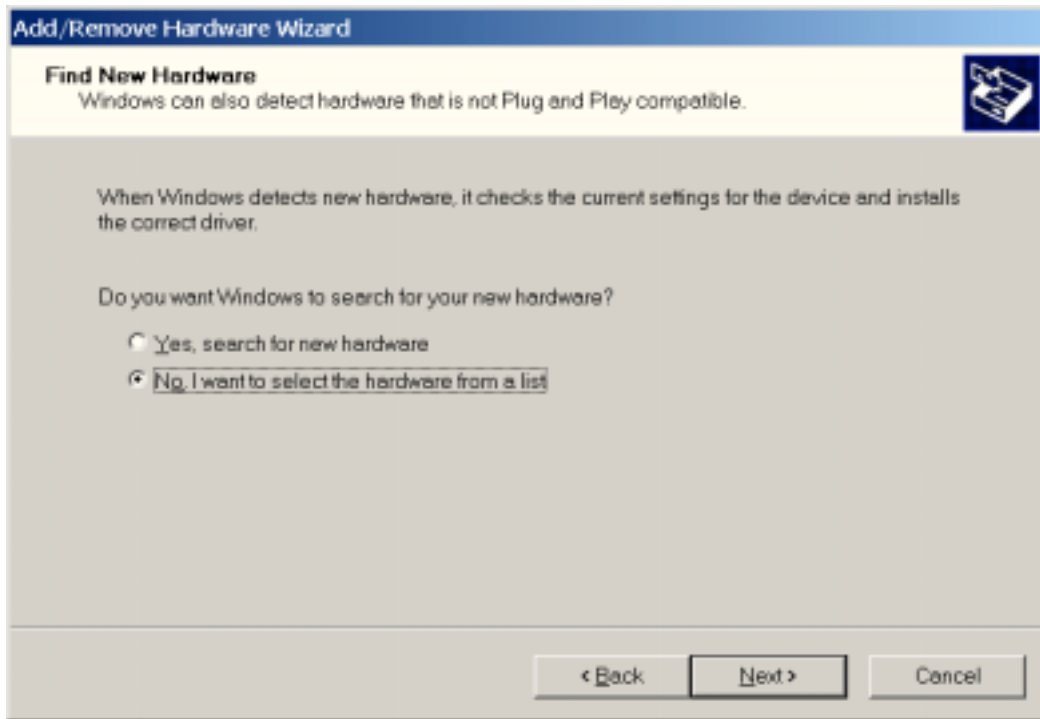 Add/Remove Hardware Wizard
Find New Hardware
Windows can also detect hardware that is not Plug and Play compatible.
When Windows detects new hardware, it checks the current settings for the device and installs
the correct driver.
Do you want Windows to search for your new hardware?
Yes, search for new hardware
No, I want to select the hardware from a list
< Back Next > Cancel